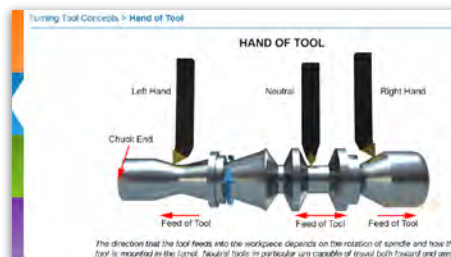 Turning Tool Concepts > Hand of Tool
HAND OF TOOL
Left Hand
Neutral
Right Hand
Chuck End
Feed of Tool
Feed of Tool
Feed of Tool
The direction that the tool feeds into the workpiece depends on the rotation of spindle and how th
tool is mounted in the turret. Neutral tools in particular are capable of travel both toward and